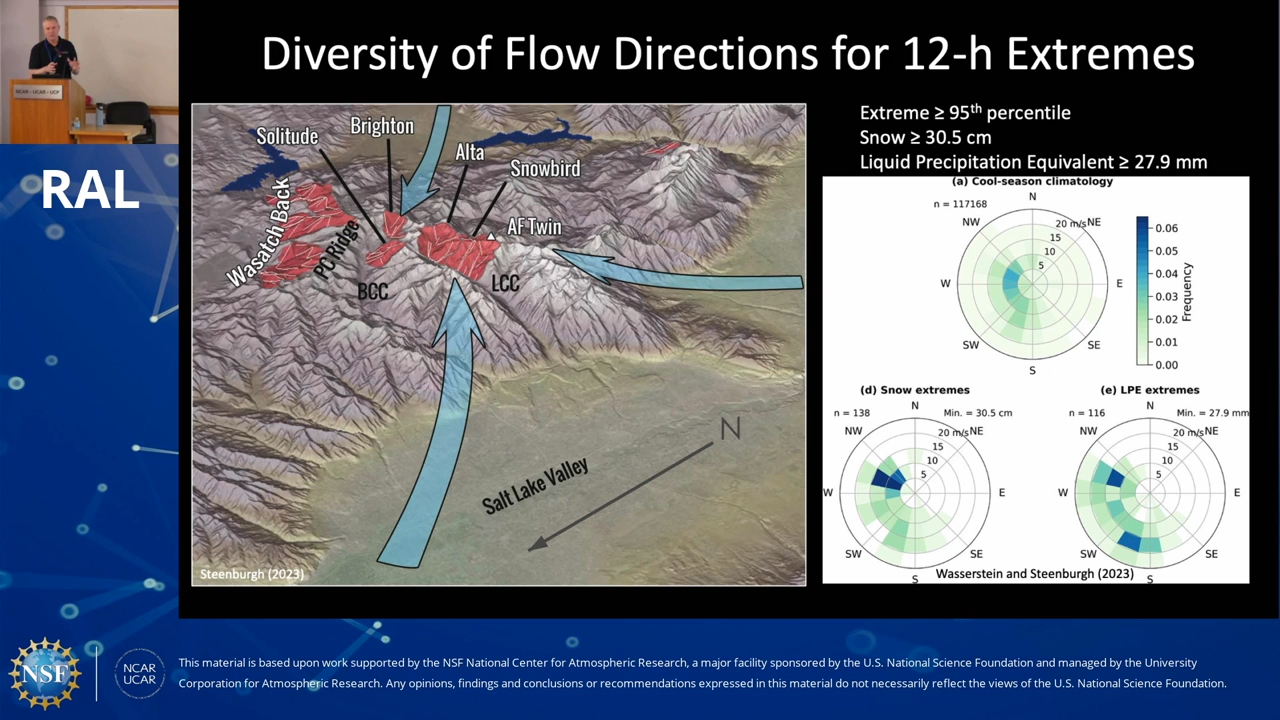 NCAR | UCAR | UCP
RAL
Diversity of Flow Directions for 12-h Extremes
Solitude
Brighton
Alta
Snowbird
Wasatch Back
PC Ridge
AF Twin
BCC
LCC
Salt Lake Valley
N
Steenburgh (2023)
Extreme ≥ 95th percentile
Snow ≥ 30.5 cm
Liquid Precipitation Equivalent ≥ 27.9 mm
(a) Cool-season climatology
n = 117168
N
NW
20 m/s NE
15
10
5
W
E
SW
SE
S
0.06
0.05
0.04
0.03
0.02
0.01
0.00
Frequency
(d) Snow extremes
n = 138
N
Min. = 30.5 cm
NW
20 m/s NE
15
10
5
W
E
SW
SE
S
(e) LPE extremes
n = 116
N
Min. = 27.9 mm
NW
20 m/s NE
15
10
5
W
E
SW
SE
S
Wasserstein and Steenburgh (2023)
NSF
NCAR
UCAR
This material is based upon work supported by the NSF National Center for Atmospheric Research, a major facility sponsored by the U.S. National Science Foundation and managed by the University
Corporation for Atmospheric Research. Any opinions, findings and conclusions or recommendations expressed in this material do not necessarily reflect the views of the U.S. National Science Foundation.